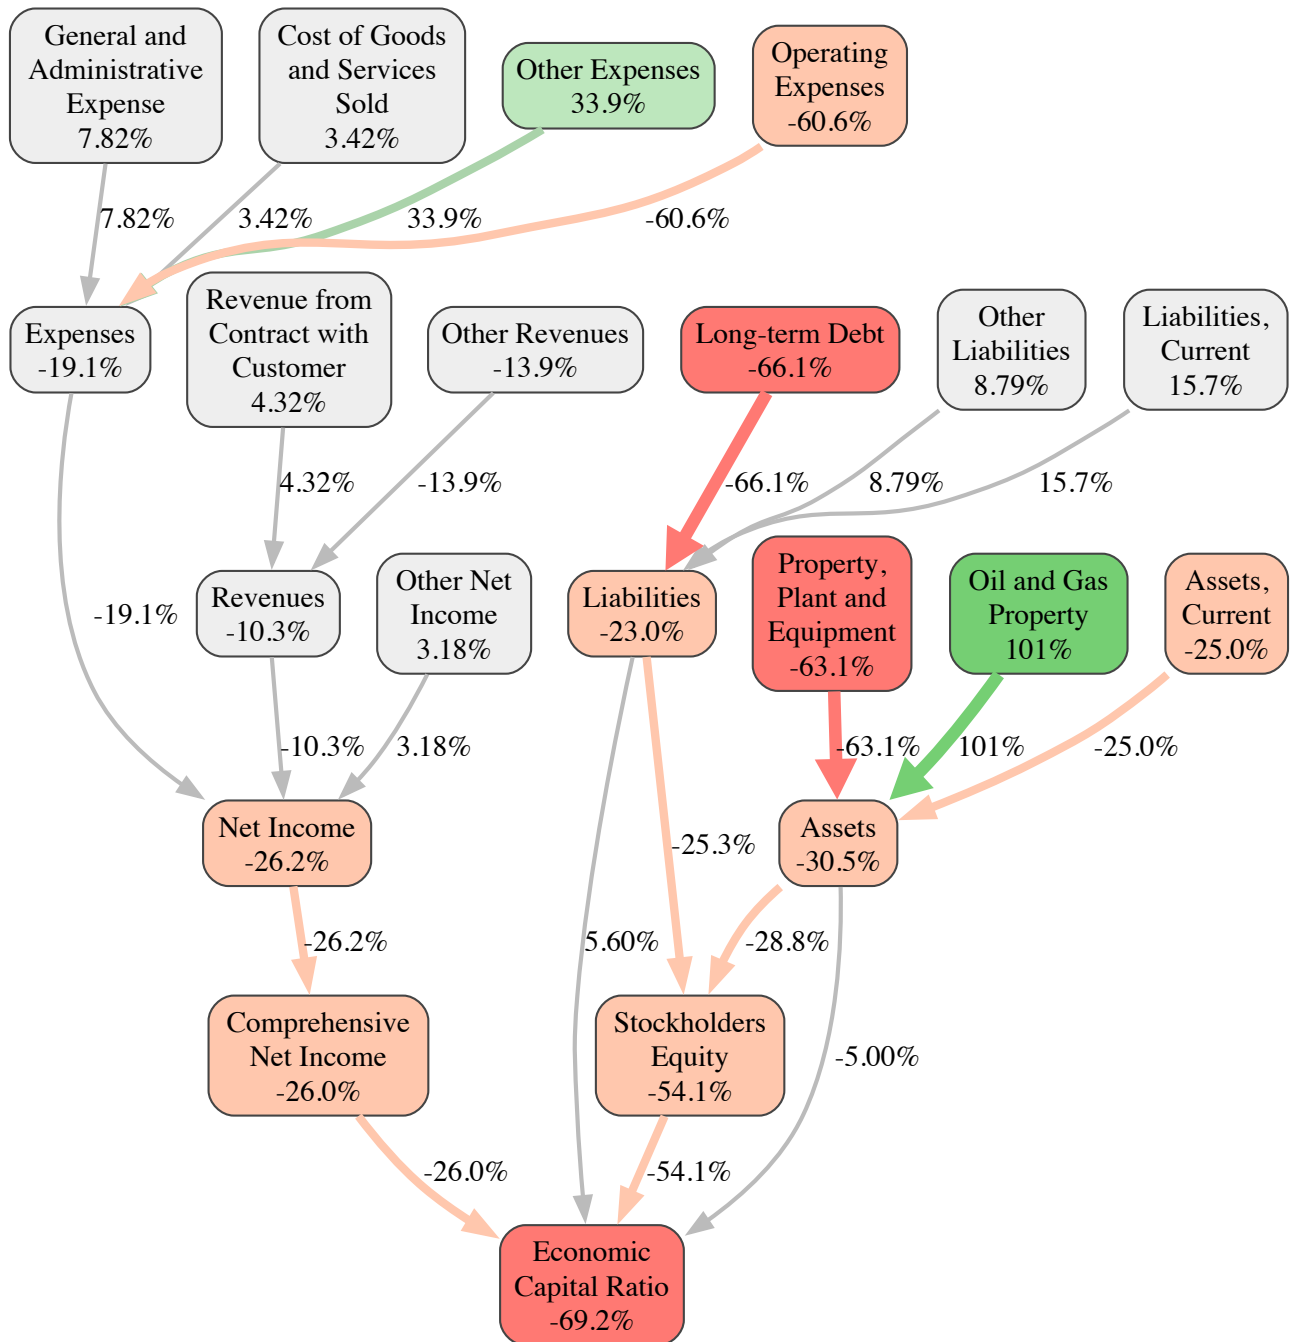 General and
Administrative
Expense
7.82%
Cost of Goods
and Services
Sold
3.42%
Other Expenses
33.9%
Operating
Expenses
-60.6%
7.82%
3.42%
33.9%
-60.6%
Expenses
-19.1%
Revenue from
Contract with
Customer
4.32%
Other Revenues
-13.9%
Long-term Debt
-66.1%
Other
Liabilities
8.79%
Liabilities,
Current
15.7%
4.32%
-13.9%
-66.1%
8.79%
15.7%
-19.1%
Revenues
-10.3%
Other Net
Income
3.18%
Liabilities
-23.0%
Property,
Plant and
Equipment
-63.1%
Oil and Gas
Property
101%
Assets,
Current
-25.0%
-10.3%
3.18%
-63.1%
101%
-25.0%
Net Income
-26.2%
-25.3%
Assets
-30.5%
-26.2%
5.60%
-28.8%
Comprehensive
Net Income
-26.0%
Stockholders
Equity
-54.1%
-5.00%
-26.0%
-54.1%
Economic
Capital Ratio
-69.2%